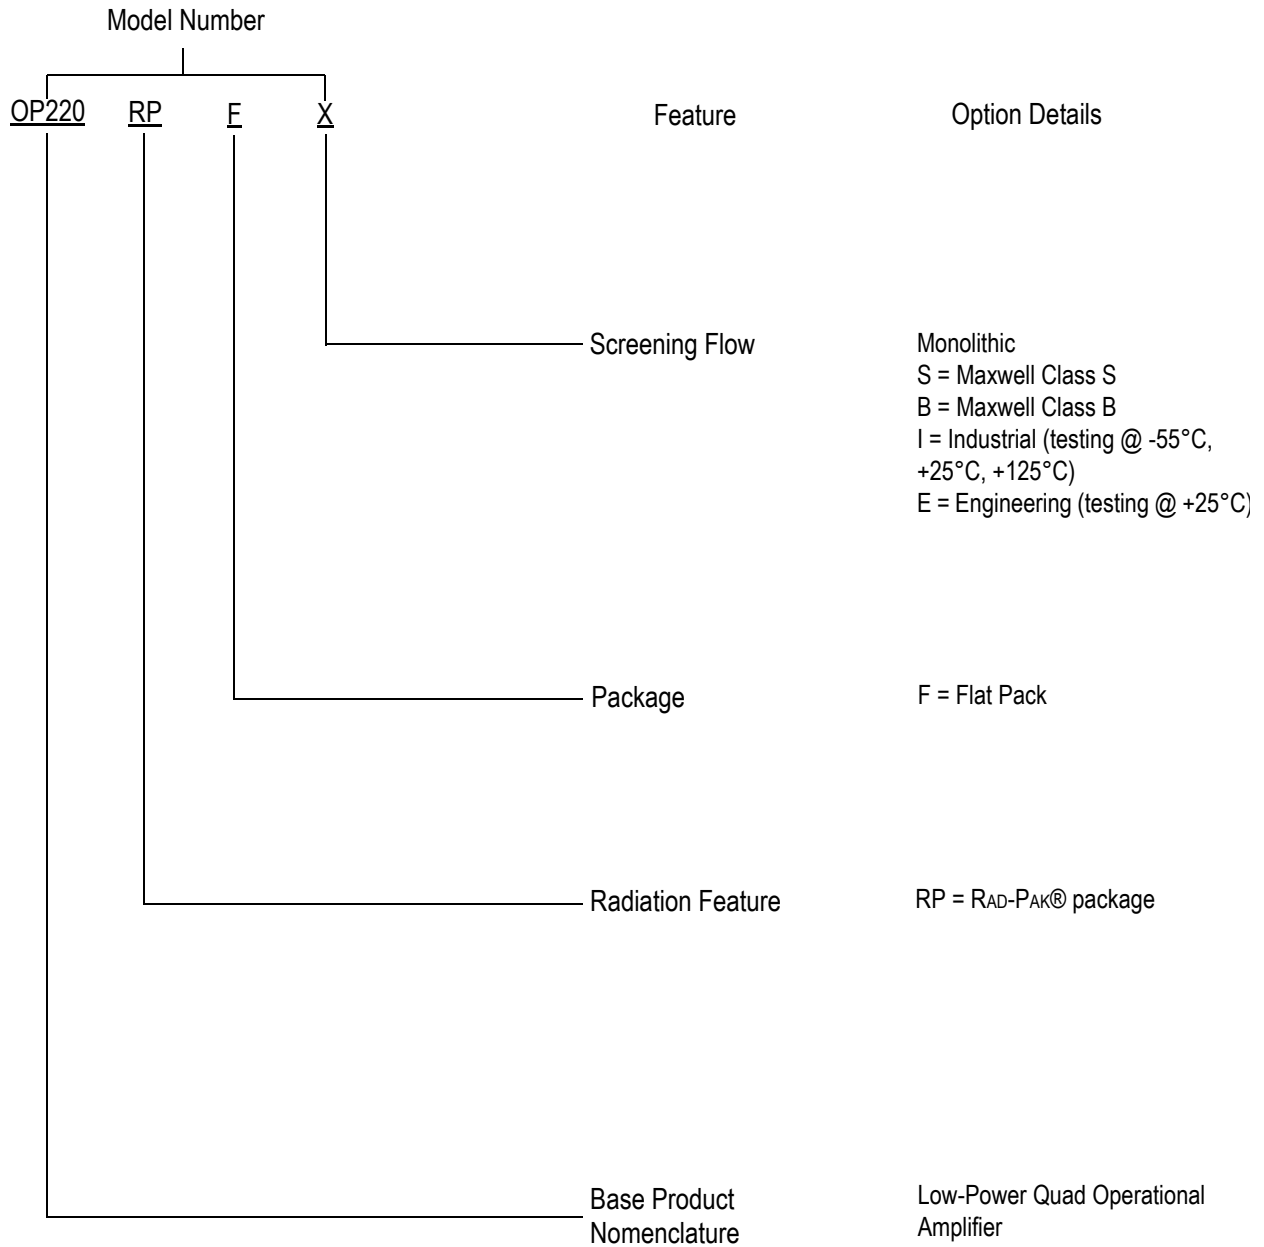 Model Number
OP220 RP F X
Feature Option Details
Screening Flow
Monolithic
S = Maxwell Class S
B = Maxwell Class B
I = Industrial (testing @ -55°C,
+25°C, +125°C)
E = Engineering (testing @ +25°C)
Package
F = Flat Pack
Radiation Feature
RP = RAD-PAK® package
Base Product
Nomenclature
Low-Power Quad Operational
Amplifier